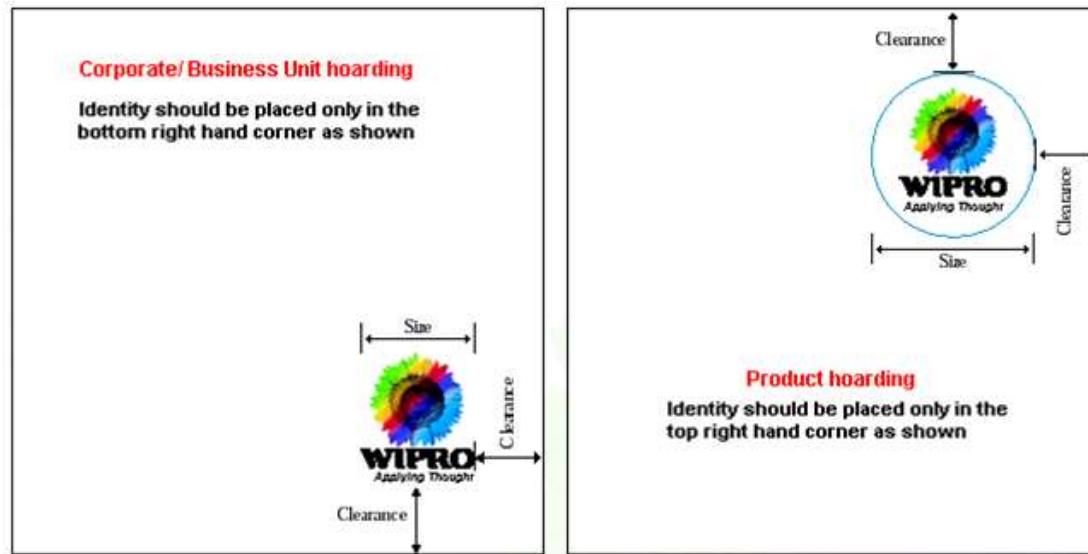 Corporate/ Business Unit hoarding
Identity should be placed only in the
bottom right hand corner as shown
Size
WIPRO
Applying Thought
Clearance
Clearance
Clearance
WIPRO
Applying Thought
Clearance
Size
Product hoarding
Identity should be placed only in the
top right hand corner as shown